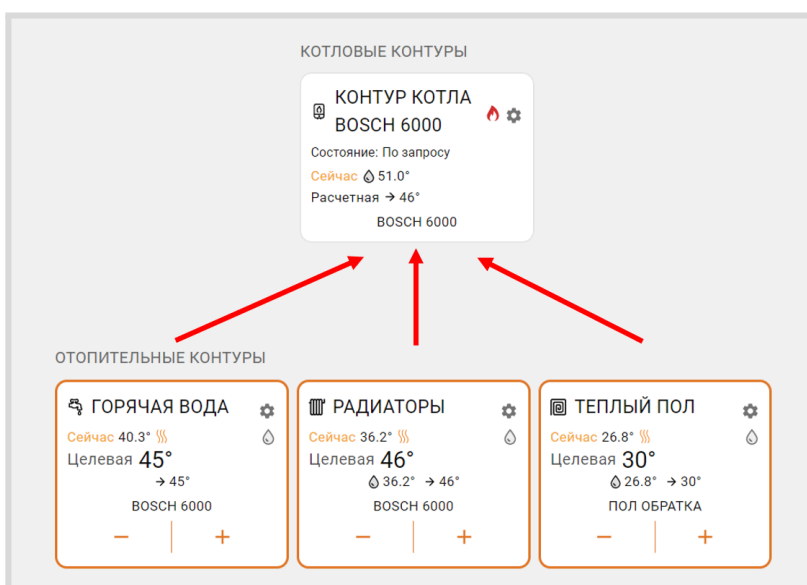 КОТЛОВЫЕ КОНТУРЫ
КОНТУР КОТЛА
BOSCH 6000
Состояние: По запросу
Сейчас 51.0°
Расчетная → 46°
BOSCH 6000
ОТОПИТЕЛЬНЫЕ КОНТУРЫ
ГОРЯЧАЯ ВОДА
Сейчас 40.3°
Целевая 45°
→ 45°
BOSCH 6000
− +
РАДИАТОРЫ
Сейчас 36.2°
Целевая 46°
36.2° → 46°
BOSCH 6000
− +
ТЕПЛЫЙ ПОЛ
Сейчас 26.8°
Целевая 30°
26.8° → 30°
ПОЛ ОБРАТКА
− +